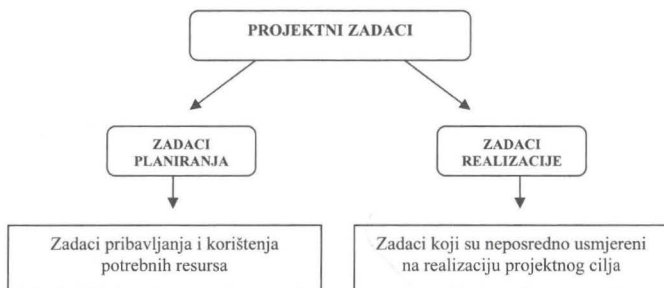 PROJEKTNI ZADACI
ZADACI
PLANIRANJA
ZADACI
REALIZACIJE
Zadaci pribavljanja i korištenja
potrebnih resursa
Zadaci koji su neposredno usmjereni
na realizaciju projektnog cilja